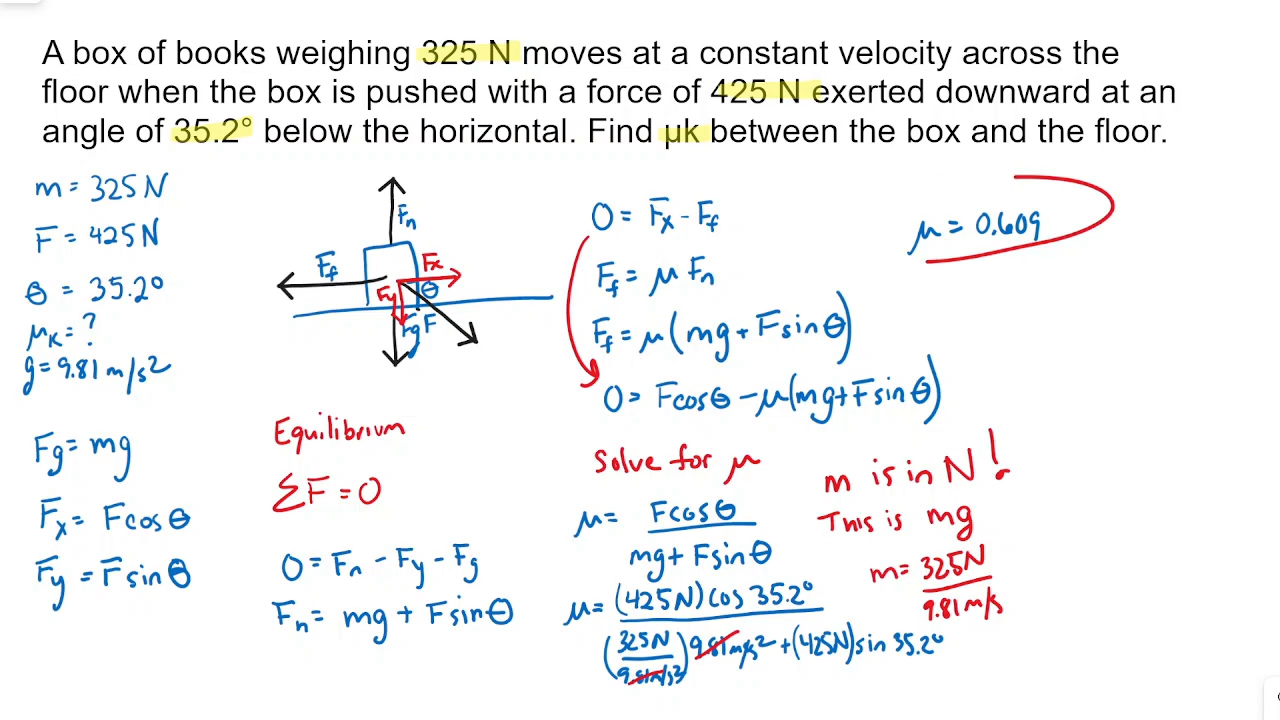 A box of books weighing 325 N moves at a constant velocity across the
floor when the box is pushed with a force of 425 N exerted downward at an
angle of 35.2° below the horizontal. Find µk between the box and the floor.
m = 325 N
F = 425 N
θ = 35.2°
μK = ?
g = 9.81 m/s²
Fg = mg
Fx = Fcosθ
Fy = Fsinθ
Fn
Ff
Fx
Fy
θ
Fg
F
Equilibrium
ΣF = 0
0 = Fn - Fy - Fg
Fn = mg + Fsinθ
0 = Fx - Ff
Ff = μ Fn
Ff = μ(mg + Fsinθ)
0 = Fcosθ - μ(mg + Fsinθ)
Solve for μ
μ = Fcosθ
mg + Fsinθ
μ = (425N) cos 35.2°
(325N / 9.81m/s²) 9.81m/s² + (425N) sin 35.2°
μ = 0.609
m is in N!
This is mg
m = 325N
9.81 m/s